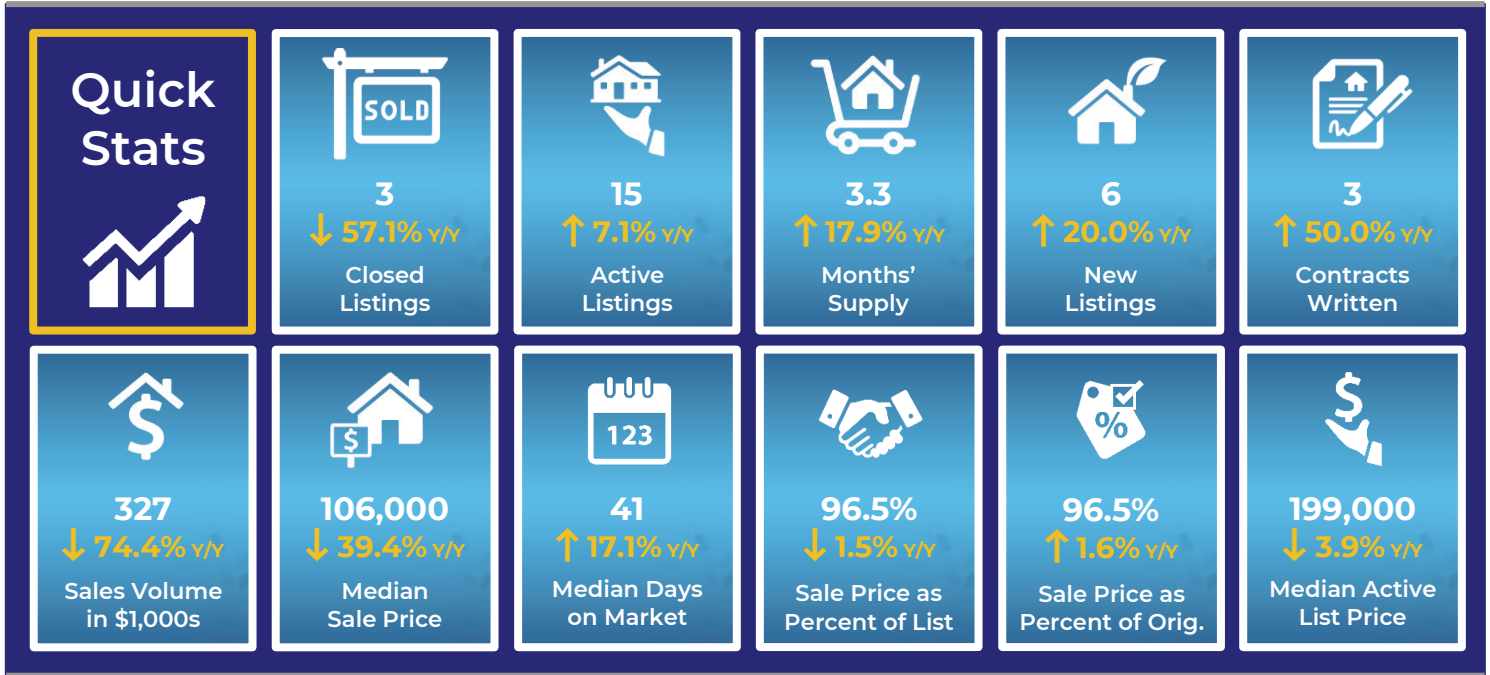 Quick
Stats
SOLD
3
↓ 57.1% Y/Y
Closed
Listings
15
↑ 7.1% Y/Y
Active
Listings
3.3
↑ 17.9% Y/Y
Months’
Supply
6
↑ 20.0% Y/Y
New
Listings
3
↑ 50.0% Y/Y
Contracts
Written
$
327
↓ 74.4% Y/Y
Sales Volume
in $1,000s
$
106,000
↓ 39.4% Y/Y
Median
Sale Price
123
41
↑ 17.1% Y/Y
Median Days
on Market
96.5%
↓ 1.5% Y/Y
Sale Price as
Percent of List
%
96.5%
↑ 1.6% Y/Y
Sale Price as
Percent of Orig.
$
199,000
↓ 3.9% Y/Y
Median Active
List Price